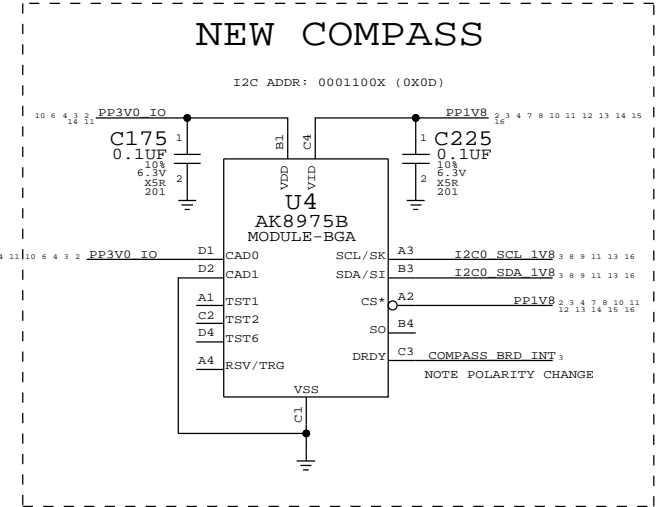 NEW COMPASS
I2C ADDR: 0001100X (0X0D)
10 6 4 3 2 PP3V0_IO
14 11
PP1V8 2 3 4 7 8 10 11 12 13 14 15
16
C175 1
0.1UF
10%
6.3V
X5R
201
2
B1
C4
1 C225
0.1UF
10%
6.3V
X5R
201
2
VDD
VID
U4
AK8975B
MODULE-BGA
4 11 10 6 4 3 2 PP3V0_IO D1 CAD0
SCL/SK A3 I2C0_SCL_1V8 3 8 9 11 13 16
D2 CAD1
SDA/SI B3 I2C0_SDA_1V8 3 8 9 11 13 16
A1 TST1
CS* A2 PP1V8 2 3 4 7 8 10 11
12 13 14 15 16
C2 TST2
SO B4
D4 TST6
DRDY C3 COMPASS_BRD_INT 3
A4 RSV/TRG
NOTE POLARITY CHANGE
VSS
C1